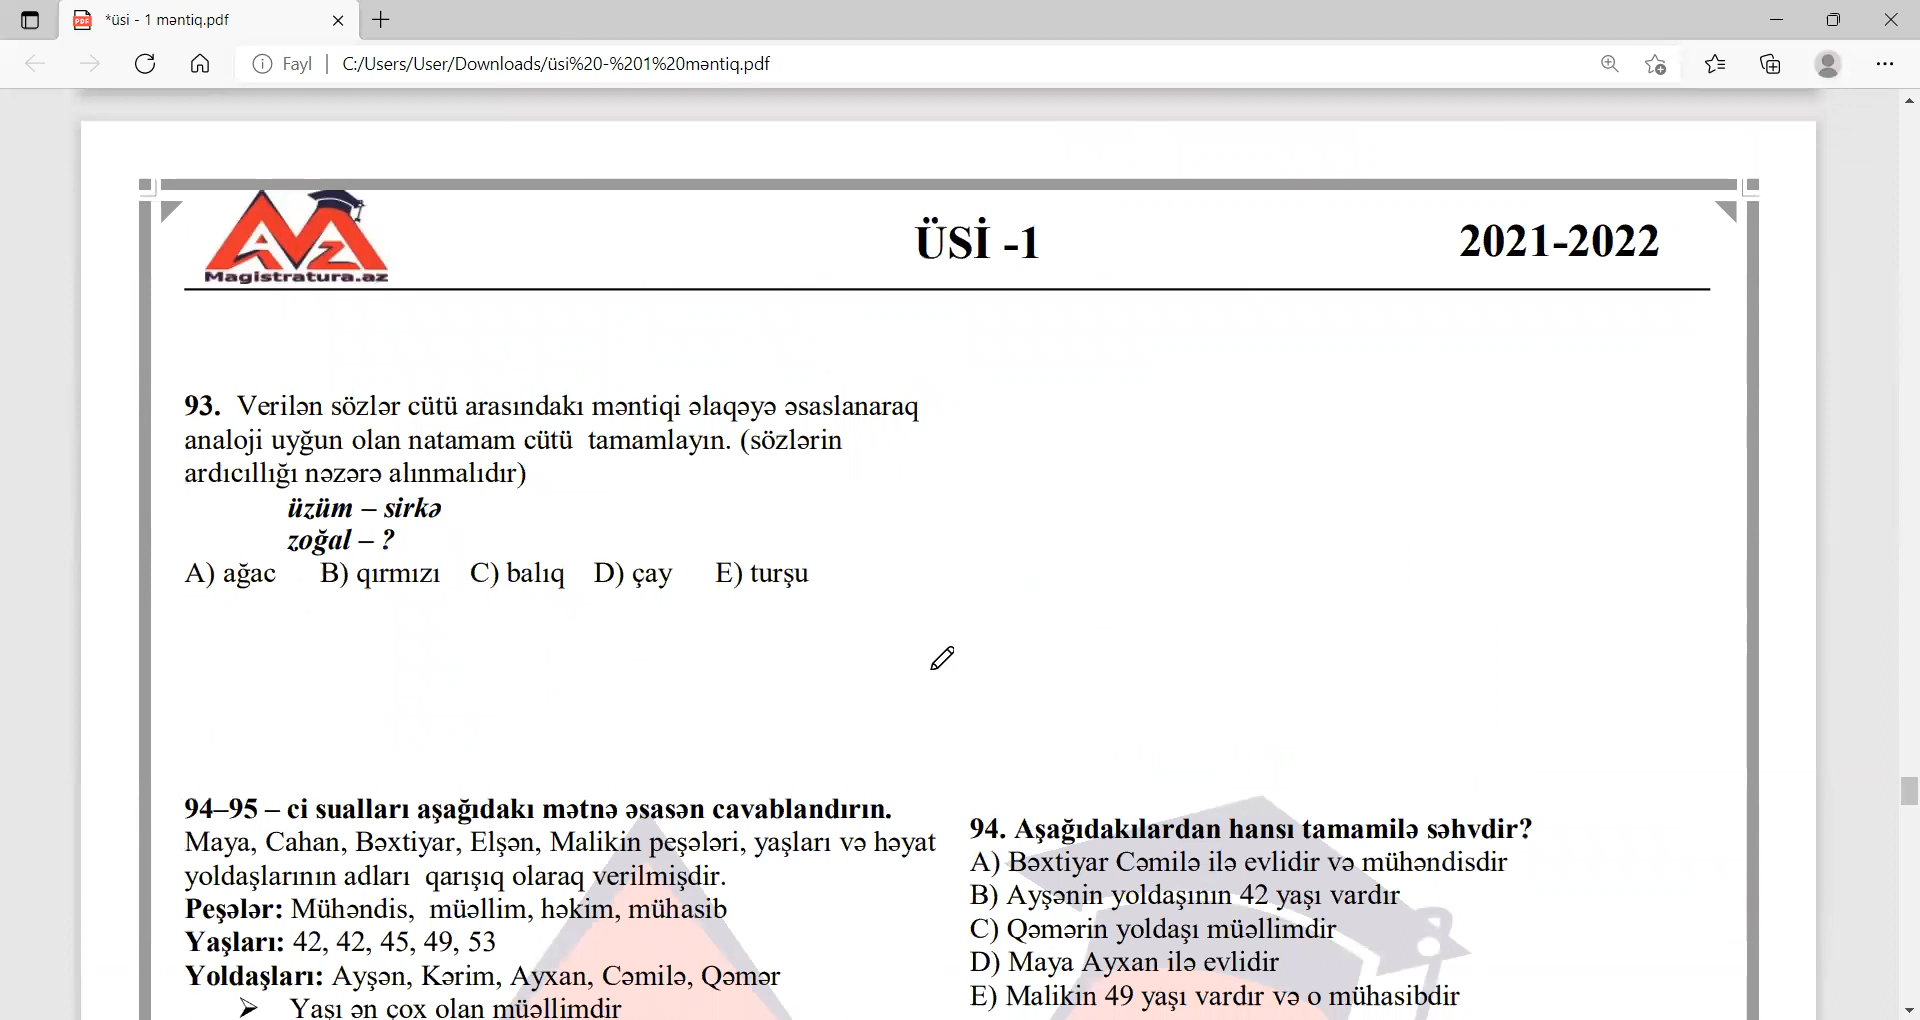 *üsi - 1 məntiq.pdf
Fayl | C:/Users/User/Downloads/üsi%20-%201%20məntiq.pdf
Magistratura.az
ÜSİ -1
2021-2022
93. Verilən sözlər cütü arasındakı məntiqi əlaqəyə əsaslanaraq
analoji uyğun olan natamam cütü tamamlayın. (sözlərin
ardıcıllığı nəzərə alınmalıdır)
üzüm – sirkə
zoğal – ?
A) ağac B) qırmızı C) balıq D) çay E) turşu
94–95 – ci sualları aşağıdakı mətnə əsasən cavablandırın.
Maya, Cahan, Bəxtiyar, Elşən, Malikin peşələri, yaşları və həyat
yoldaşlarının adları qarışıq olaraq verilmişdir.
Peşələr: Mühəndis, müəllim, həkim, mühasib
Yaşları: 42, 42, 45, 49, 53
Yoldaşları: Ayşən, Kərim, Ayxan, Cəmilə, Qəmər
➢ Yaşı ən çox olan müəllimdir
94. Aşağıdakılardan hansı tamamilə səhvdir?
A) Bəxtiyar Cəmilə ilə evlidir və mühəndisdir
B) Ayşənin yoldaşının 42 yaşı vardır
C) Qəmərin yoldaşı müəllimdir
D) Maya Ayxan ilə evlidir
E) Malikin 49 yaşı vardır və o mühasibdir